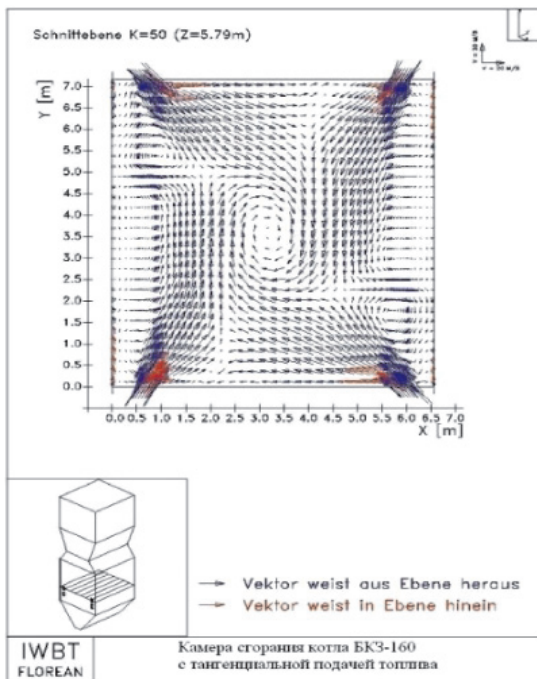 Schnittebene K=50 (Z=5.79m)
Y [m]
7.0
6.5
6.0
5.5
5.0
4.5
4.0
3.5
3.0
2.5
2.0
1.5
1.0
0.5
0.0
0.0 0.5 1.0 1.5 2.0 2.5 3.0 3.5 4.0 4.5 5.0 5.5 6.0 6.5 7.0
X [m]
Vektor weist aus Ebene heraus
Vektor weist in Ebene hinein
IWBT
FLOREAN
Камера сгорания котла БКЗ-160
с тангенциальной подачей топлива